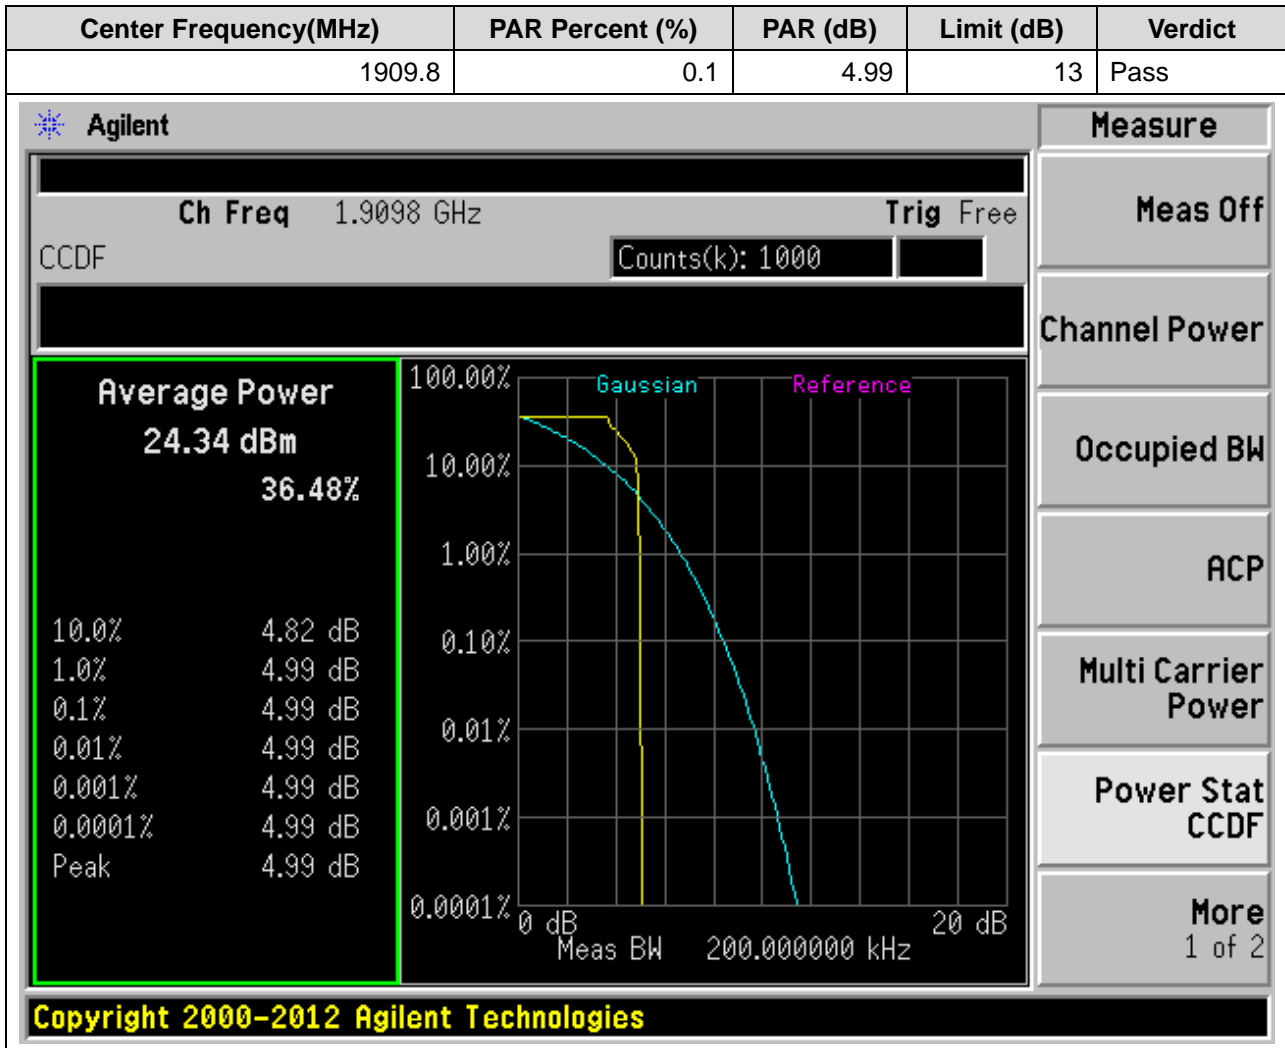 Center Frequency(MHz) PAR Percent (%) PAR (dB) Limit (dB) Verdict
1909.8 0.1 4.99 13 Pass
Agilent
Measure
Ch Freq 1.9098 GHz Trig Free
CCDF Counts(k): 1000
Meas Off
Channel Power
Occupied BW
ACP
Multi Carrier
Power
Power Stat
CCDF
More
1 of 2
Average Power
24.34 dBm
36.48%
10.0% 4.82 dB
1.0% 4.99 dB
0.1% 4.99 dB
0.01% 4.99 dB
0.001% 4.99 dB
0.0001% 4.99 dB
Peak 4.99 dB
Gaussian Reference
100.00%
10.00%
1.00%
0.10%
0.01%
0.001%
0.0001%
0 dB 20 dB
Meas BW 200.000000 kHz
Copyright 2000-2012 Agilent Technologies